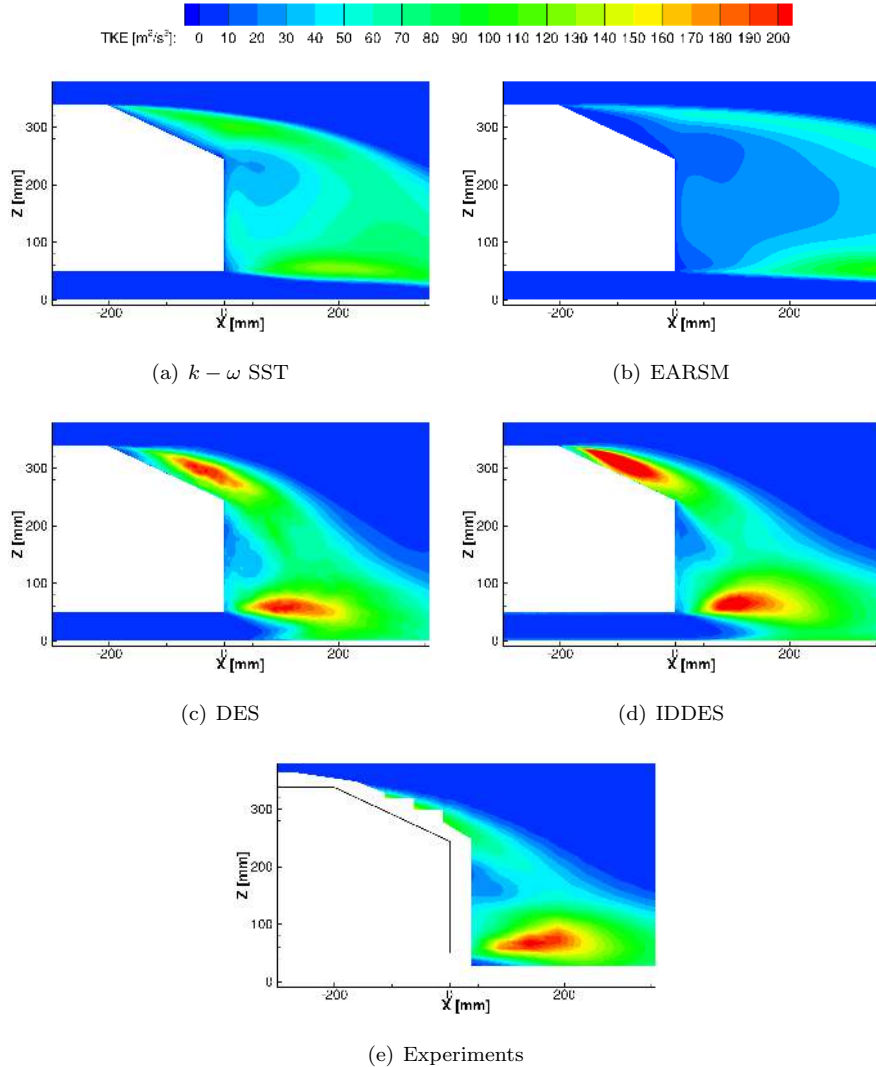 TKE [m²/s²]: 0 10 20 30 40 50 60 70 80 90 100 110 120 130 140 150 160 170 180 190 200
Z [mm]
300
200
100
0
-200 0 200
X [mm]
Z [mm]
300
200
100
0
-200 0 200
X [mm]
(a) k − ω SST
(b) EARSM
Z [mm]
300
200
100
0
-200 0 200
X [mm]
Z [mm]
300
200
100
0
-200 0 200
X [mm]
(c) DES
(d) IDDES
Z [mm]
300
200
100
0
-200 0 200
X [mm]
(e) Experiments